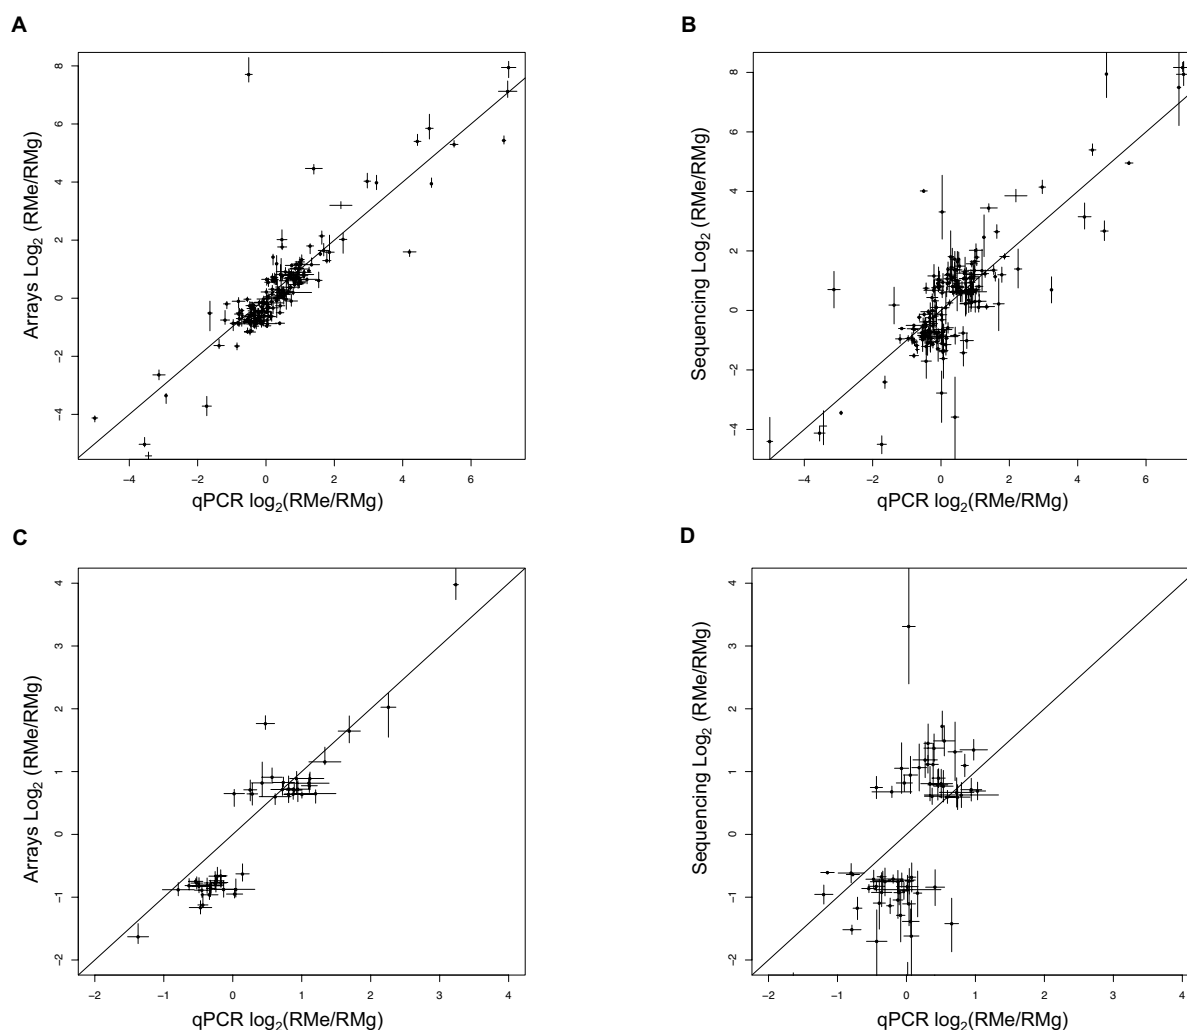 A
B
8
6
4
2
0
−2
−4
Arrays Log2 (RMe/RMg)
−4 −2 0 2 4 6
qPCR log2(RMe/RMg)
8
6
4
2
0
−2
−4
Sequencing Log2 (RMe/RMg)
−4 −2 0 2 4 6
qPCR log2(RMe/RMg)
C
D
4
3
2
1
0
−1
−2
Arrays Log2 (RMe/RMg)
−2 −1 0 1 2 3 4
qPCR log2(RMe/RMg)
4
3
2
1
0
−1
−2
Sequencing Log2 (RMe/RMg)
−2 −1 0 1 2 3 4
qPCR log2(RMe/RMg)